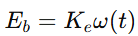 E_b = K_e ω(t)